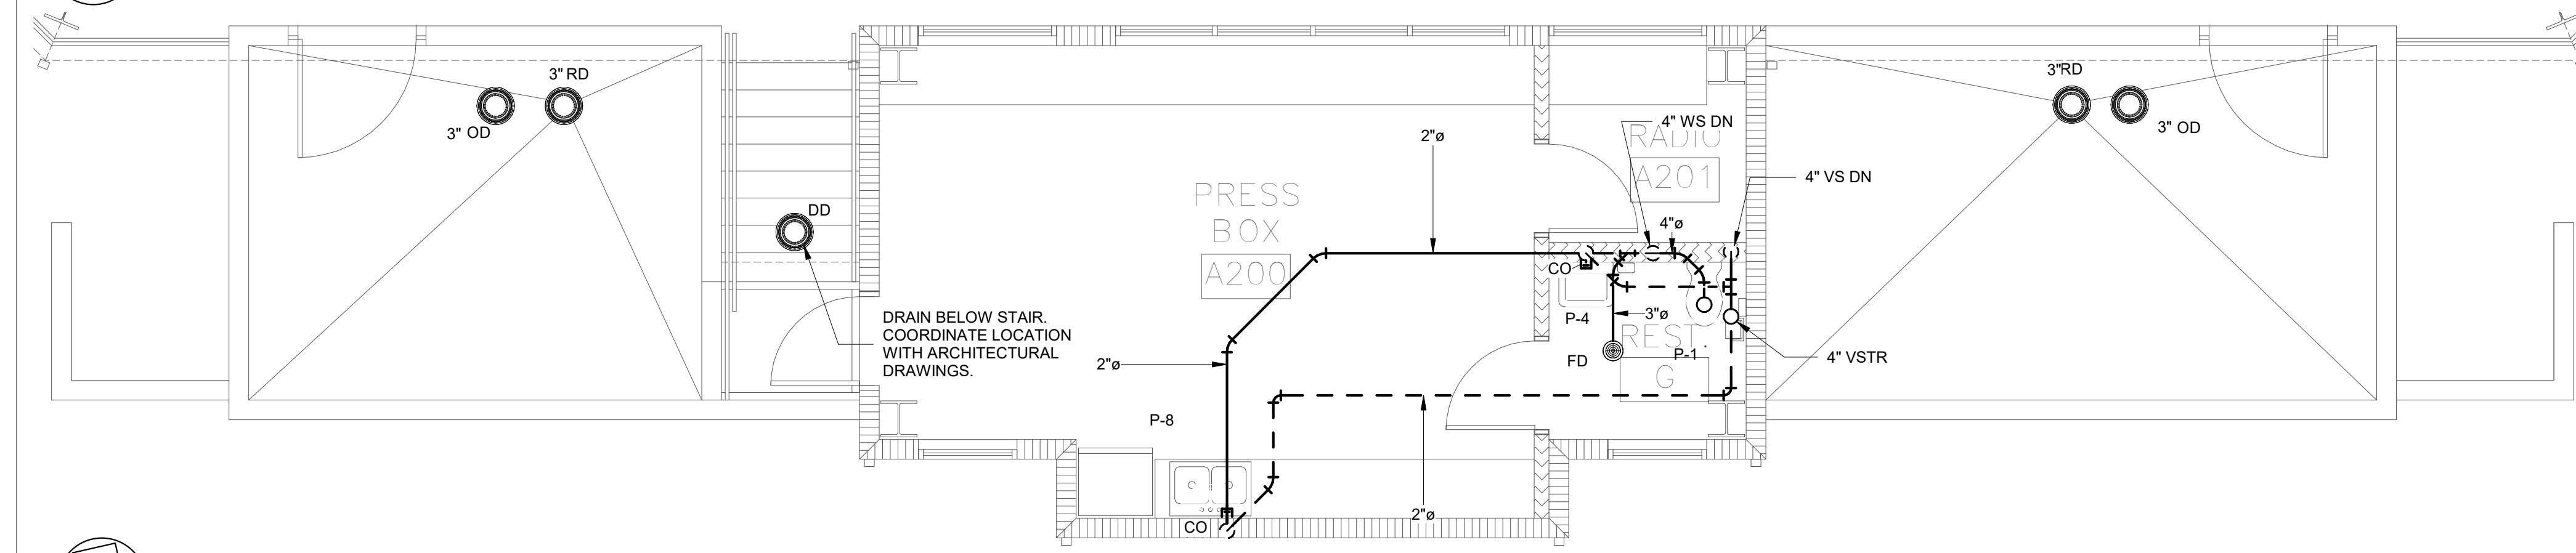 3" RD
3" OD
DD
DRAIN BELOW STAIR.
COORDINATE LOCATION
WITH ARCHITECTURAL
DRAWINGS.
PRESS
BOX
A200
2"ø
2"ø
P-8
CO
2"ø
4" WS DN
RADIO
A201
4" VS DN
4"ø
CO
P-4
3"ø
REST.
P-1
FD
G
4" VSTR
3"RD
3" OD